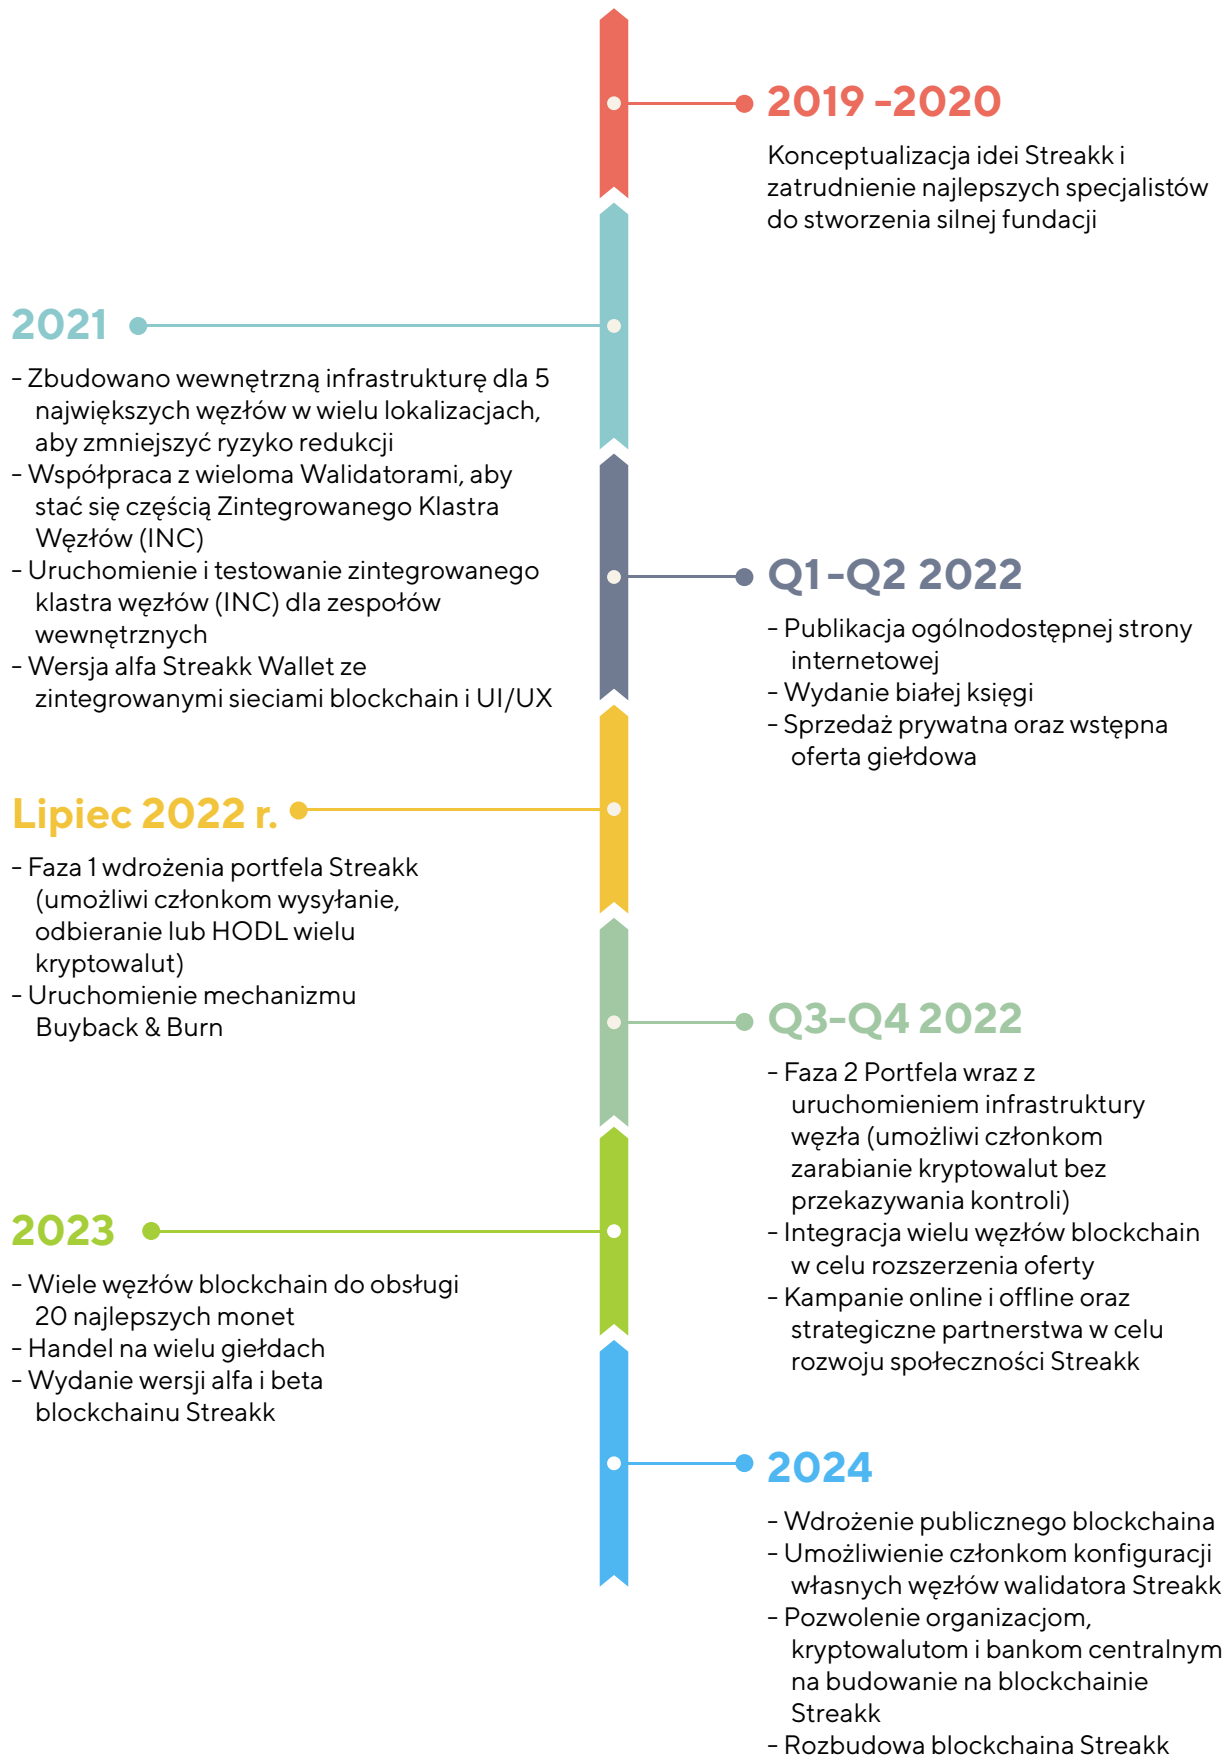 2019 -2020
Konceptualizacja idei Streakk i
zatrudnienie najlepszych specjalistów
do stworzenia silnej fundacji
2021
- Zbudowano wewnętrzną infrastrukturę dla 5
największych węzłów w wielu lokalizacjach,
aby zmniejszyć ryzyko redukcji
- Współpraca z wieloma Walidatorami, aby
stać się częścią Zintegrowanego Klastra
Węzłów (INC)
- Uruchomienie i testowanie zintegrowanego
klastra węzłów (INC) dla zespołów
wewnętrznych
- Wersja alfa Streakk Wallet ze
zintegrowanymi sieciami blockchain i UI/UX
Q1-Q2 2022
- Publikacja ogólnodostępnej strony
internetowej
- Wydanie białej księgi
- Sprzedaż prywatna oraz wstępna
oferta giełdowa
Lipiec 2022 r.
- Faza 1 wdrożenia portfela Streakk
(umożliwi członkom wysyłanie,
odbieranie lub HODL wielu
kryptowalut)
- Uruchomienie mechanizmu
Buyback & Burn
Q3-Q4 2022
- Faza 2 Portfela wraz z
uruchomieniem infrastruktury
węzła (umożliwi członkom
zarabianie kryptowalut bez
przekazywania kontroli)
- Integracja wielu węzłów blockchain
w celu rozszerzenia oferty
- Kampanie online i offline oraz
strategiczne partnerstwa w celu
rozwoju społeczności Streakk
2023
- Wiele węzłów blockchain do obsługi
20 najlepszych monet
- Handel na wielu giełdach
- Wydanie wersji alfa i beta
blockchainu Streakk
2024
- Wdrożenie publicznego blockchaina
- Umożliwienie członkom konfiguracji
własnych węzłów walidatora Streakk
- Pozwolenie organizacjom,
kryptowalutom i bankom centralnym
na budowanie na blockchainie
Streakk
- Rozbudowa blockchaina Streakk